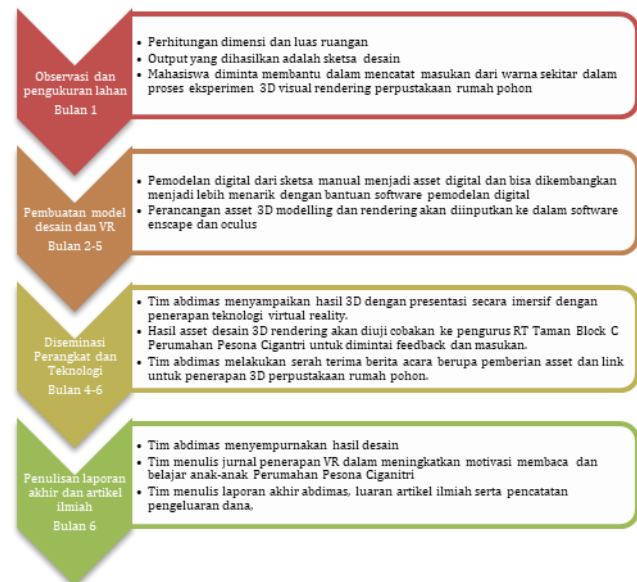 Observasi dan
pengukuran lahan
Bulan 1
• Perhitungan dimensi dan luas ruangan
• Output yang dihasilkan adalah sketsa desain
• Mahasiswa diminta membantu dalam mencatat masukan dari warna sekitar dalam
proses eksperimen 3D visual rendering perpustakaan rumah pohon
Pembuatan model
desain dan VR
Bulan 2-5
• Pemodelan digital dari sketsa manual menjadi asset digital dan bisa dikembangkan
menjadi lebih menarik dengan bantuan software pemodelan digital
• Perancangan asset 3D modelling dan rendering akan diinputkan ke dalam software
enscape dan oculus
Diseminasi
Perangkat dan
Teknologi
Bulan 4-6
• Tim abdimas menyampaikan hasil 3D dengan presentasi secara imersif dengan
penerapan teknologi virtual reality.
• Hasil asset desain 3D rendering akan diuji cobakan ke pengurus RT Taman Block C
Perumahan Pesona Cigantri untuk dimintai feedback dan masukan.
• Tim abdimas melakukan serah terima berita acara berupa pemberian asset dan link
untuk penerapan 3D perpustakaan rumah pohon.
Penulisan laporan
akhir dan artikel
ilmiah
Bulan 6
• Tim abdimas menyempurnakan hasil desain
• Tim menulis jurnal penerapan VR dalam meningkatkan motivasi membaca dan
belajar anak-anak Perumahan Pesona Ciganitri
• Tim menulis laporan akhir abdimas, luaran artikel ilmiah serta pencatatan
pengeluaran dana,